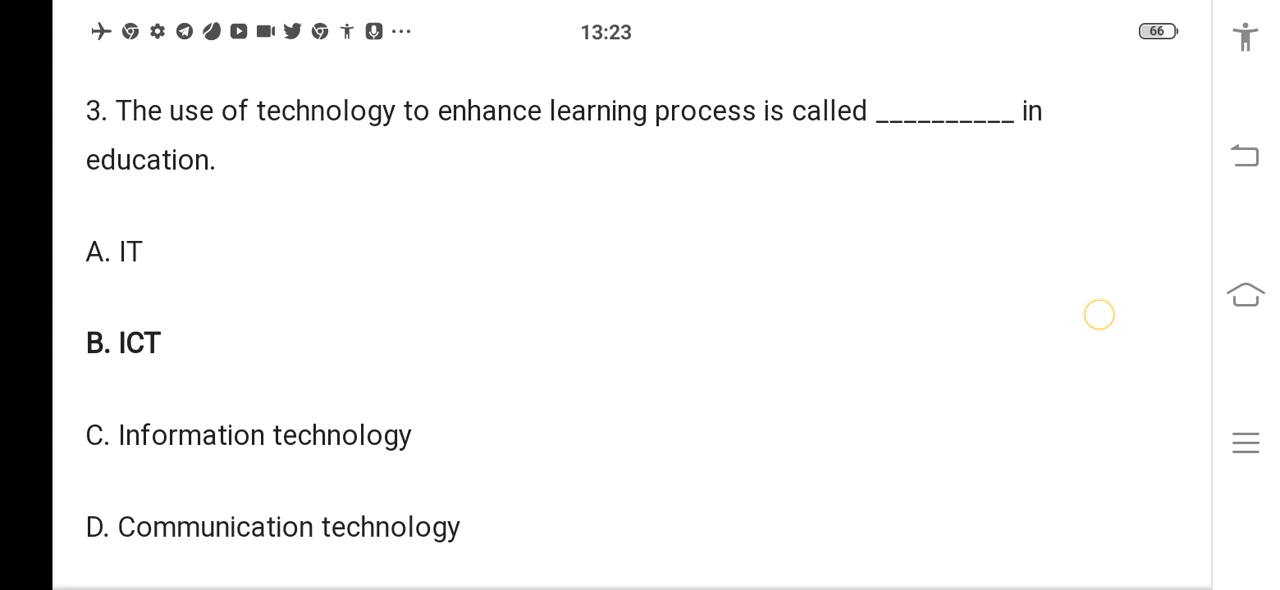 13:23
66
3. The use of technology to enhance learning process is called __________ in
education.
A. IT
B. ICT
C. Information technology
D. Communication technology